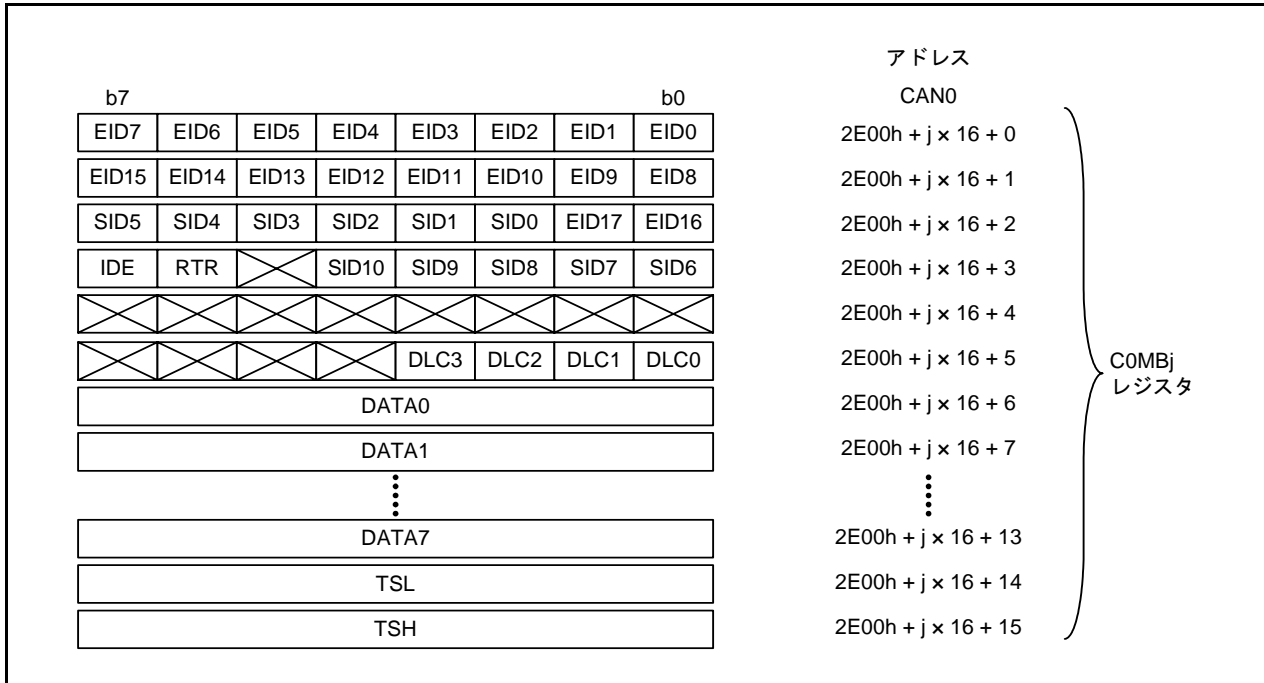 アドレス
b7 b0 CAN0
EID7 EID6 EID5 EID4 EID3 EID2 EID1 EID0 2E00h + j × 16 + 0
EID15 EID14 EID13 EID12 EID11 EID10 EID9 EID8 2E00h + j × 16 + 1
SID5 SID4 SID3 SID2 SID1 SID0 EID17 EID16 2E00h + j × 16 + 2
IDE RTR SID10 SID9 SID8 SID7 SID6 2E00h + j × 16 + 3
2E00h + j × 16 + 4
DLC3 DLC2 DLC1 DLC0 2E00h + j × 16 + 5
C0MBj
レジスタ
DATA0 2E00h + j × 16 + 6
DATA1 2E00h + j × 16 + 7
DATA7 2E00h + j × 16 + 13
TSL 2E00h + j × 16 + 14
TSH 2E00h + j × 16 + 15